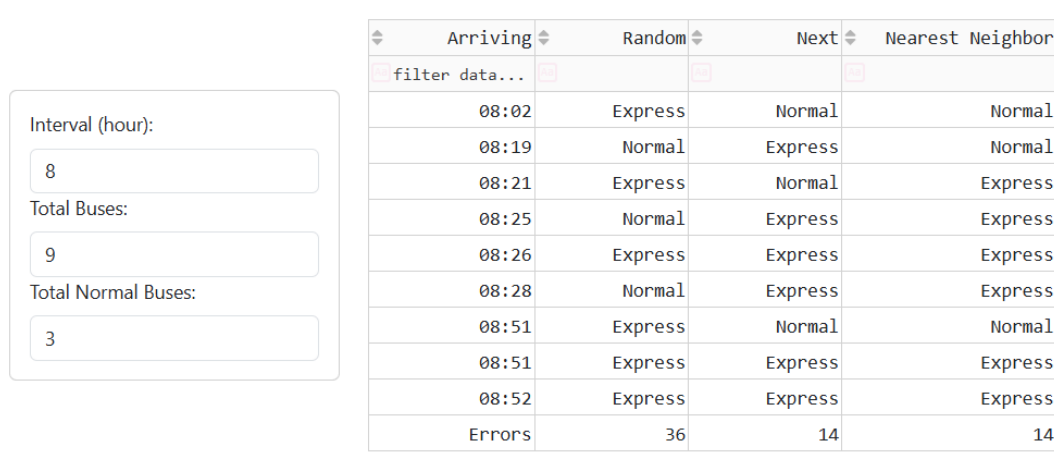 Interval (hour):
8
Total Buses:
9
Total Normal Buses:
3
Arriving Random Next Nearest Neighbor
filter data...
08:02 Express Normal Normal
08:19 Normal Express Normal
08:21 Express Normal Express
08:25 Normal Express Express
08:26 Express Express Express
08:28 Normal Express Express
08:51 Express Normal Normal
08:51 Express Express Express
08:52 Express Express Express
Errors 36 14 14